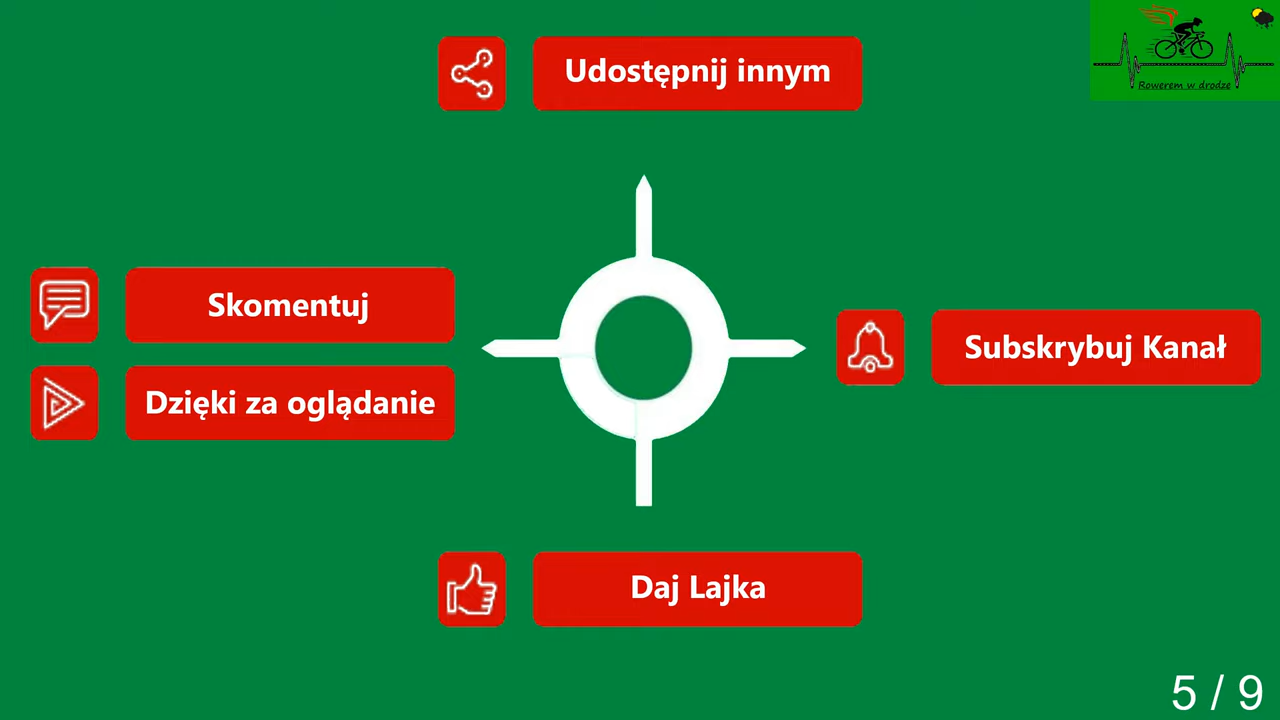 Udostępnij innym
Rowerem w drodze
Skomentuj
Dzięki za oglądanie
Subskrybuj Kanał
Daj Lajka
5 / 9